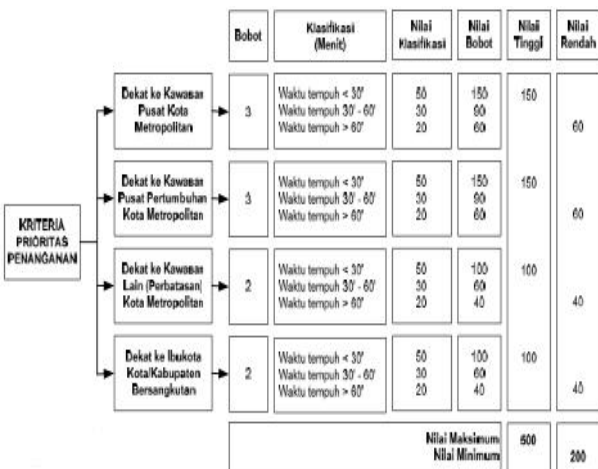 Bobot
Klasifikasi
(Menit)
Nilai
Klasifikasi
Nilai
Bobot
Nilai
Tinggi
Nilai
Rendah
KRITERIA
PRIORITAS
PENANGANAN
Dekat ke Kawasan
Pusat Kota
Metropolitan
3
Waktu tempuh < 30'
Waktu tempuh 30' - 60'
Waktu tempuh > 60'
50
30
20
150
90
60
150
60
Dekat ke Kawasan
Pusat Pertumbuhan
Kota Metropolitan
3
Waktu tempuh < 30'
Waktu tempuh 30' - 60'
Waktu tempuh > 60'
50
30
20
150
90
60
150
60
Dekat ke Kawasan
Lain (Perbatasan)
Kota Metropolitan
2
Waktu tempuh < 30'
Waktu tempuh 30' - 60'
Waktu tempuh > 60'
50
30
20
100
60
40
100
40
Dekat ke Ibukota
Kota/Kabupaten
Bersangkutan
2
Waktu tempuh < 30'
Waktu tempuh 30' - 60'
Waktu tempuh > 60'
50
30
20
100
60
40
100
40
Nilai Maksimum
Nilai Minimum
500
200